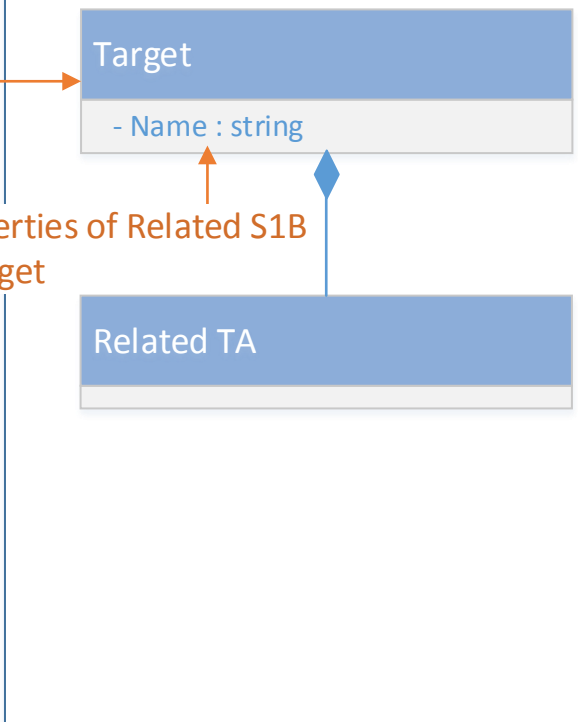 Target
- Name : string
erties of Related S1B
get
Related TA